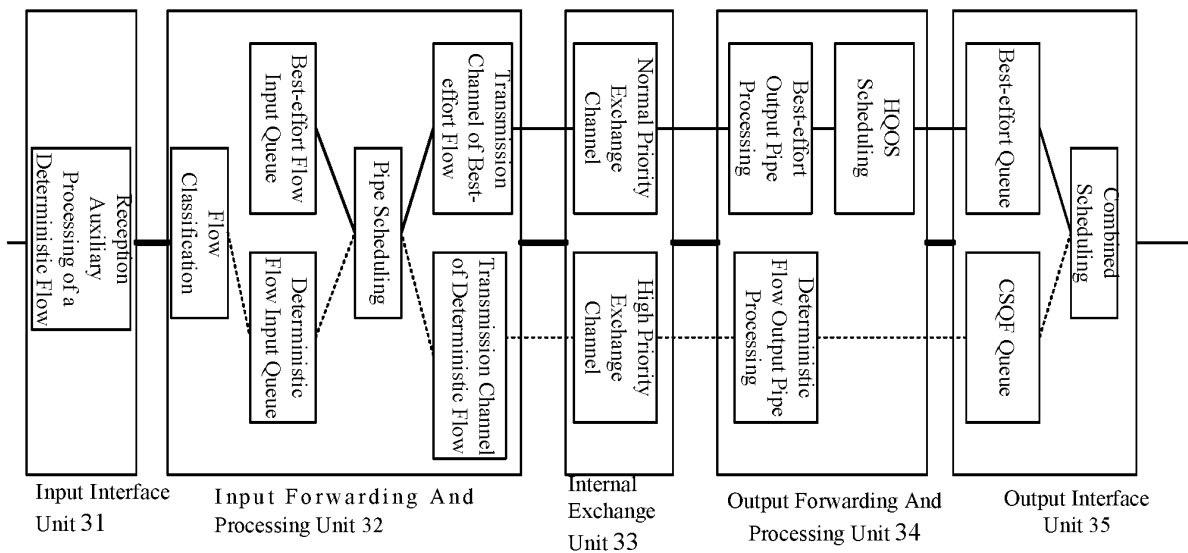 Reception
Auxiliary
Processing of a
Deterministic Flow
Flow
Classification
Best-effort Flow
Input Queue
Deterministic
Flow Input Queue
Pipe Scheduling
Transmission
Channel of Best-
effort Flow
Transmission Channel
of Deterministic Flow
Normal Priority
Exchange
Channel
High Priority
Exchange
Channel
Best-effort
Output Pipe
Processing
HQOS
Scheduling
Deterministic
Flow Output Pipe
Processing
Best-effort Queue
CSQF Queue
Combined
Scheduling
Input Interface
Unit 31
Input Forwarding And
Processing Unit 32
Internal
Exchange
Unit 33
Output Forwarding And
Processing Unit 34
Output Interface
Unit 35